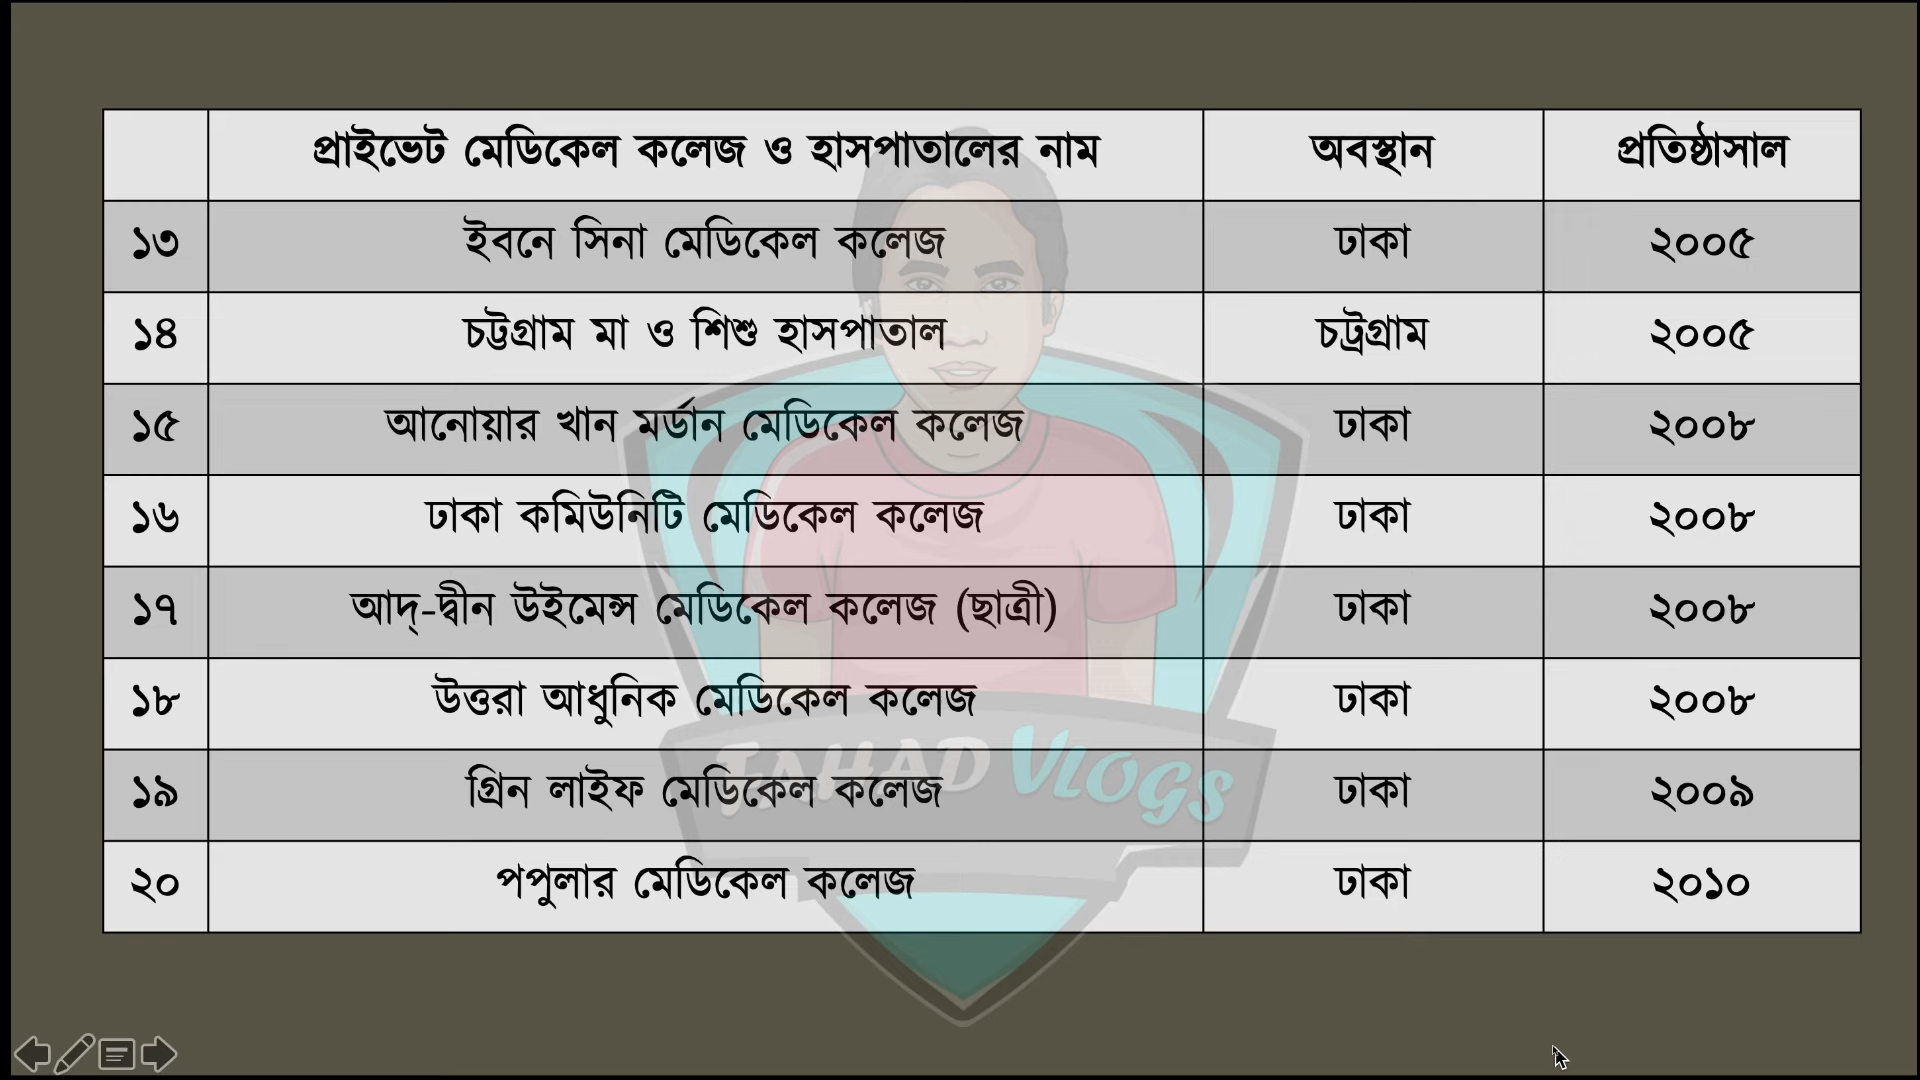 প্রাইভেট মেডিকেল কলেজ ও হাসপাতালের নাম অবস্থান প্রতিষ্ঠাসাল
১৩ ইবনে সিনা মেডিকেল কলেজ ঢাকা ২০০৫
১৪ চট্টগ্রাম মা ও শিশু হাসপাতাল চট্রগ্রাম ২০০৫
১৫ আনোয়ার খান মর্ডান মেডিকেল কলেজ ঢাকা ২০০৮
১৬ ঢাকা কমিউনিটি মেডিকেল কলেজ ঢাকা ২০০৮
১৭ আদ্‌-দ্বীন উইমেন্স মেডিকেল কলেজ (ছাত্রী) ঢাকা ২০০৮
১৮ উত্তরা আধুনিক মেডিকেল কলেজ ঢাকা ২০০৮
FAHAD VLOGS
১৯ গ্রিন লাইফ মেডিকেল কলেজ ঢাকা ২০০৯
২০ পপুলার মেডিকেল কলেজ ঢাকা ২০১০